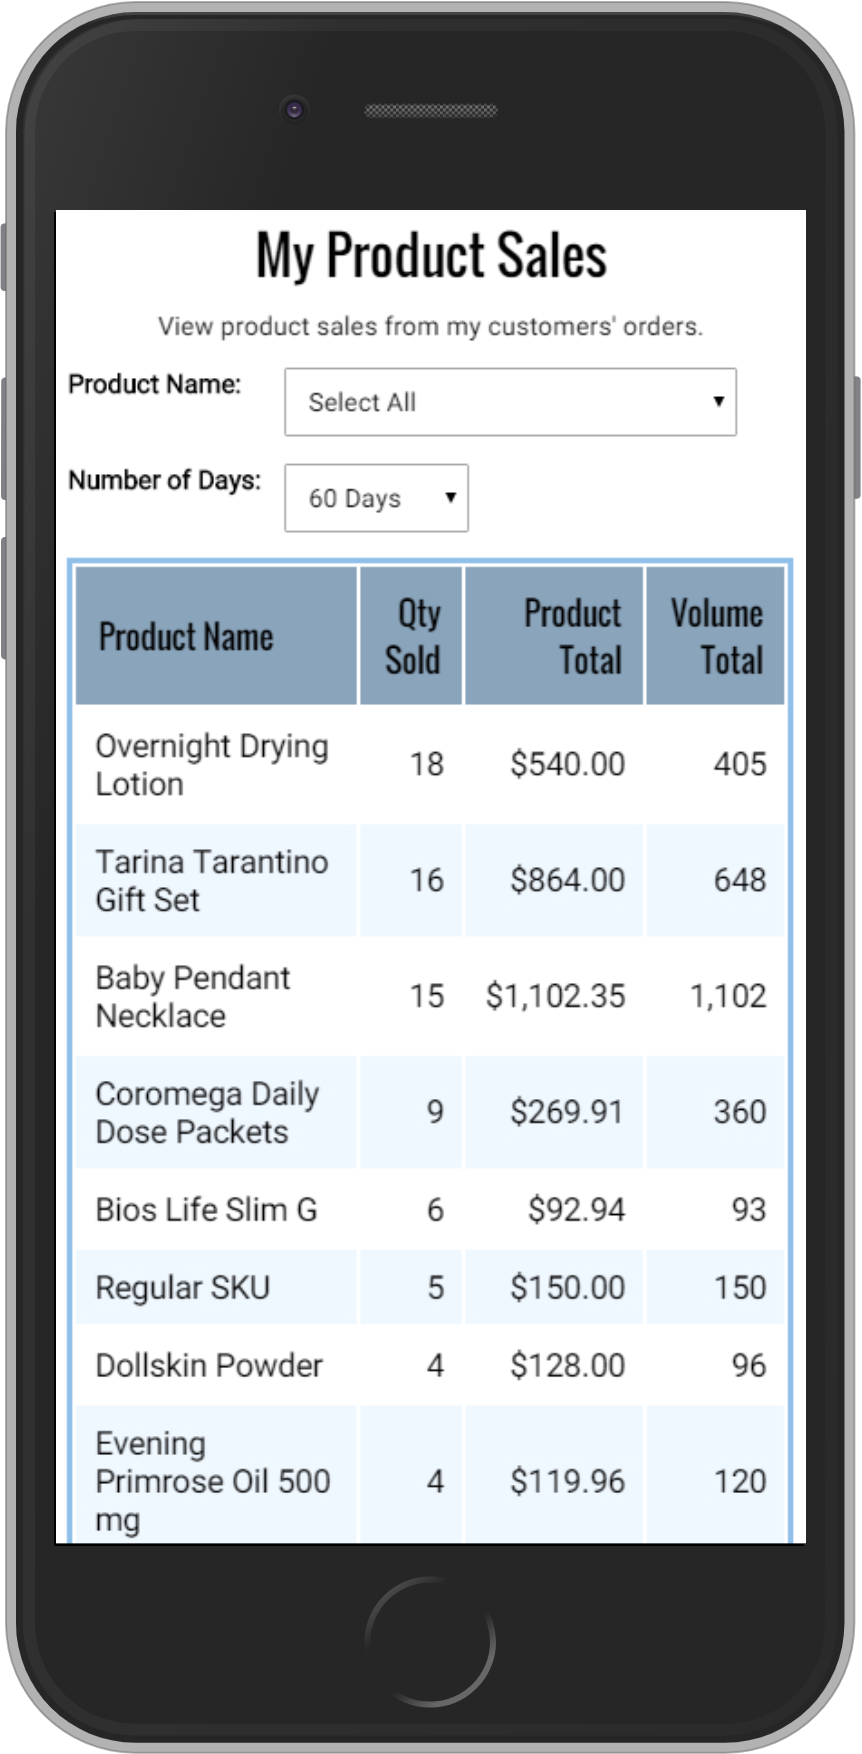 My Product Sales
View product sales from my customers' orders.
Product Name:
Select All
Number of Days:
60 Days
Product Name
Qty
Sold
Product
Total
Volume
Total
Overnight Drying
Lotion
18
$540.00
405
Tarina Tarantino
Gift Set
16
$864.00
648
Baby Pendant
Necklace
15
$1,102.35
1,102
Coromega Daily
Dose Packets
9
$269.91
360
Bios Life Slim G
6
$92.94
93
Regular SKU
5
$150.00
150
Dollskin Powder
4
$128.00
96
Evening
Primrose Oil 500
mg
4
$119.96
120